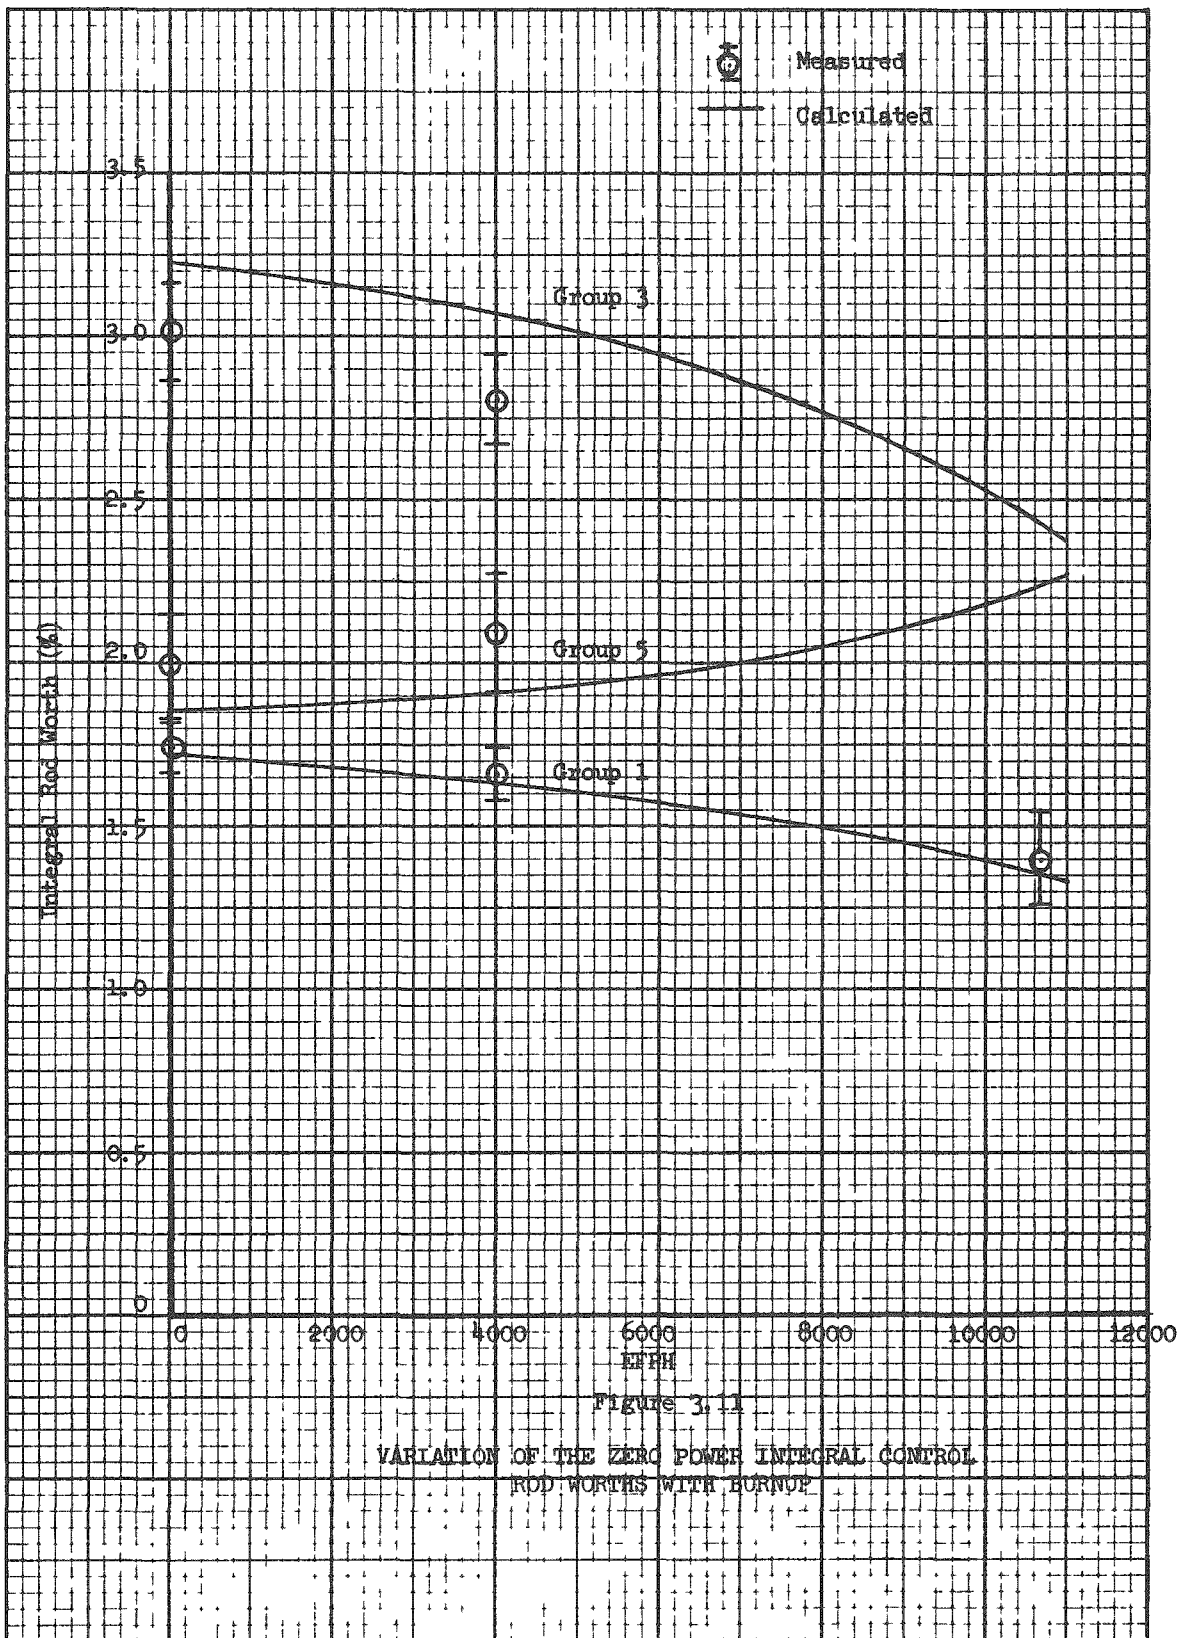 Measured
Calculated
3.5
3.0
2.5
2.0
1.5
1.0
0.5
0
Group 3
Group 5
Group 1
Integral Rod Worth (%)
0 2000 4000 6000 8000 10000 12000
EFPH
Figure 3.11
VARIATION OF THE ZERO POWER INTEGRAL CONTROL
ROD WORTHS WITH BURNUP